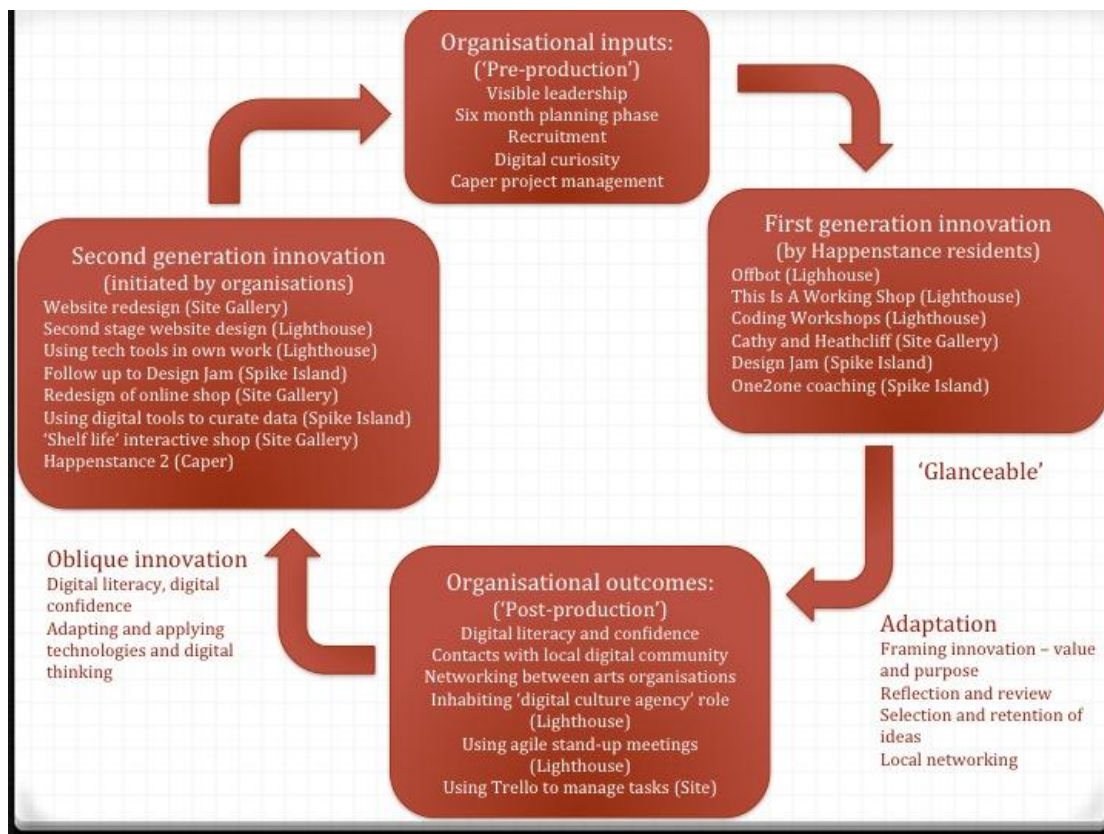 Organisational inputs:
('Pre-production')
Visible leadership
Six month planning phase
Recruitment
Digital curiosity
Caper project management
First generation innovation
(by Happenstance residents)
Offbot (Lighhouse)
This Is A Working Shop (Lighthouse)
Coding Workshops (Lighthouse)
Cathy and Heathcliff (Site Gallery)
Design Jam (Spike Island)
One2one coaching (Spike Island)
'Glanceable'
Adaptation
Framing innovation – value
and purpose
Reflection and review
Selection and retention of
ideas
Local networking
Organisational outcomes:
('Post-production')
Digital literacy and confidence
Contacts with local digital community
Networking between arts organisations
Inhabiting 'digital culture agency' role
(Lighthouse)
Using agile stand-up meetings
(Lighthouse)
Using Trello to manage tasks (Site)
Oblique innovation
Digital literacy, digital
confidence
Adapting and applying
technologies and digital
thinking
Second generation innovation
(initiated by organisations)
Website redesign (Site Gallery)
Second stage website design (Lighthouse)
Using tech tools in own work (Lighthouse)
Follow up to Design Jam (Spike Island)
Redesign of online shop (Site Gallery)
Using digital tools to curate data (Spike Island)
'Shelf life' interactive shop (Site Gallery)
Happenstance 2 (Caper)